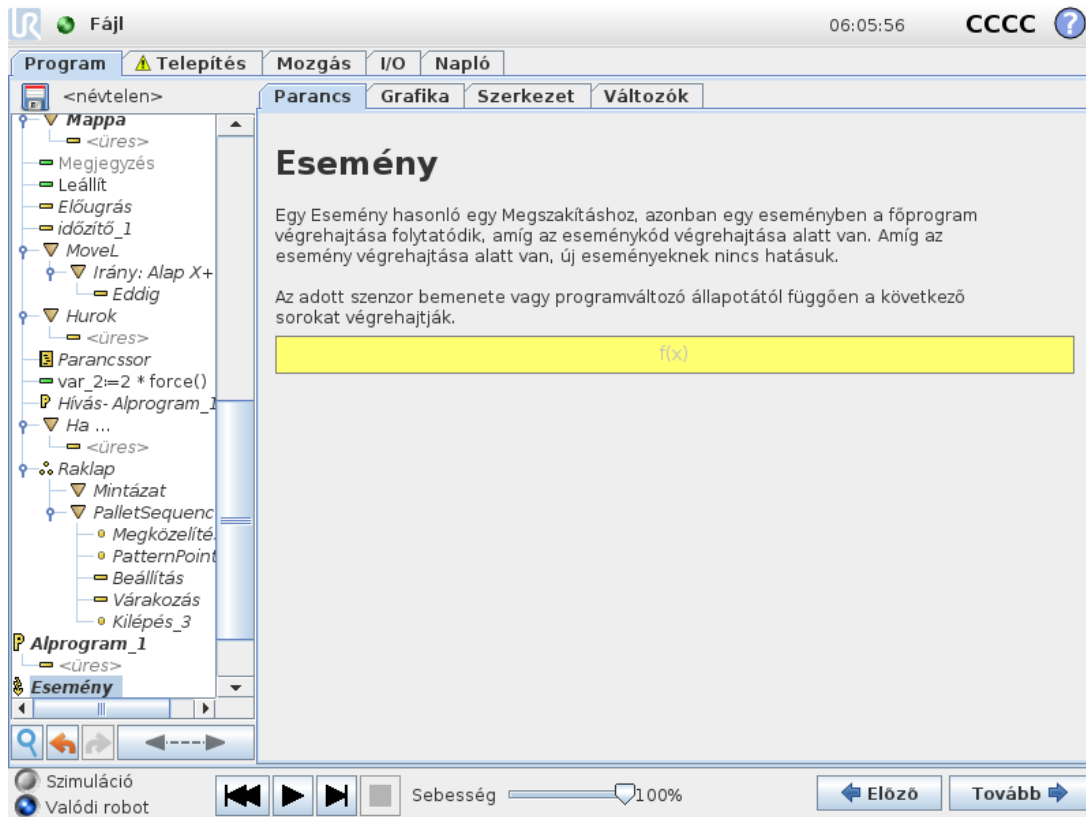 UR Fájl 06:05:56 CCCC ?
Program Telepítés Mozgás I/O Napló
<névtelen>
Parancs Grafika Szerkezet Változók
Mappa
<üres>
Megjegyzés
Leállít
Előugrás
időzítő_1
MoveL
Irány: Alap X+
Eddig
Hurok
<üres>
Parancssor
var_2≔2 * force()
Hívás- Alprogram_1
Ha ...
<üres>
Raklap
Mintázat
PalletSequenc
Megközelíté
PatternPoint
Beállítás
Várakozás
Kilépés_3
Alprogram_1
<üres>
Esemény
Esemény
Egy Esemény hasonló egy Megszakításhoz, azonban egy eseményben a főprogram
végrehajtása folytatódik, amíg az eseménykód végrehajtása alatt van. Amíg az
esemény végrehajtása alatt van, új eseményeknek nincs hatásuk.
Az adott szenzor bemenete vagy programváltozó állapotától függően a következő
sorokat végrehajtják.
f(x)
Szimuláció
Valódi robot
Sebesség 100%
Előző
Tovább